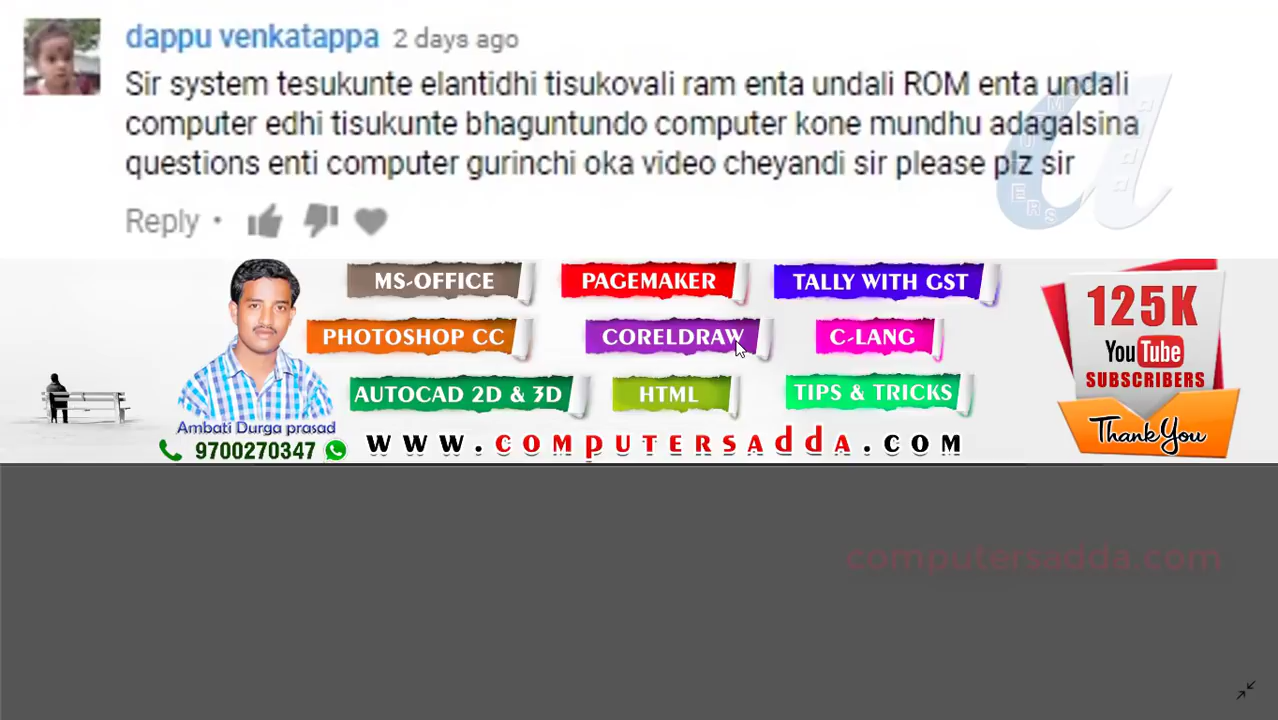 dappu venkatappa 2 days ago
Sir system tesukunte elantidhi tisukovali ram enta undali ROM enta undali
computer edhi tisukunte bhaguntundo computer kone mundhu adagalsina
questions enti computer gurinchi oka video cheyandi sir please plz sir
Reply •
MS-OFFICE PAGEMAKER TALLY WITH GST
PHOTOSHOP CC CORELDRAW C-LANG
AUTOCAD 2D & 3D HTML TIPS & TRICKS
125K
YouTube
SUBSCRIBERS
Thank You
Ambati Durga prasad
9700270347
www.computersadda.com
computersadda.com